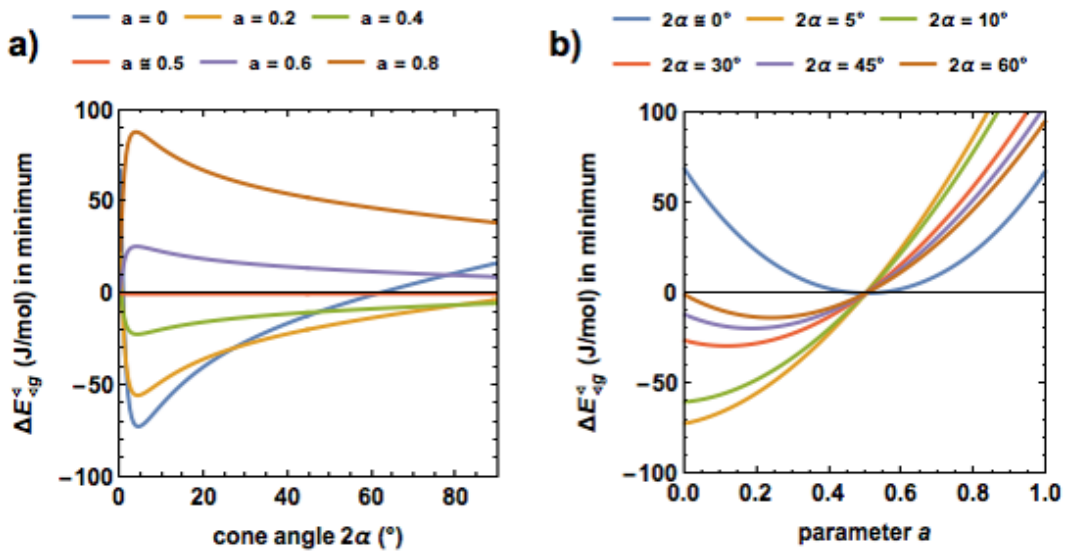 a = 0 a = 0.2 a = 0.4
a)
a ≅ 0.5 a = 0.6 a = 0.8
100
50
0
−50
−100
ΔE∢g∢ (J/mol) in minimum
0 20 40 60 80
cone angle 2α (°)
2α ≅ 0° 2α = 5° 2α = 10°
b)
2α = 30° 2α = 45° 2α = 60°
100
50
0
−50
−100
ΔE∢g∢ (J/mol) in minimum
0.0 0.2 0.4 0.6 0.8 1.0
parameter a